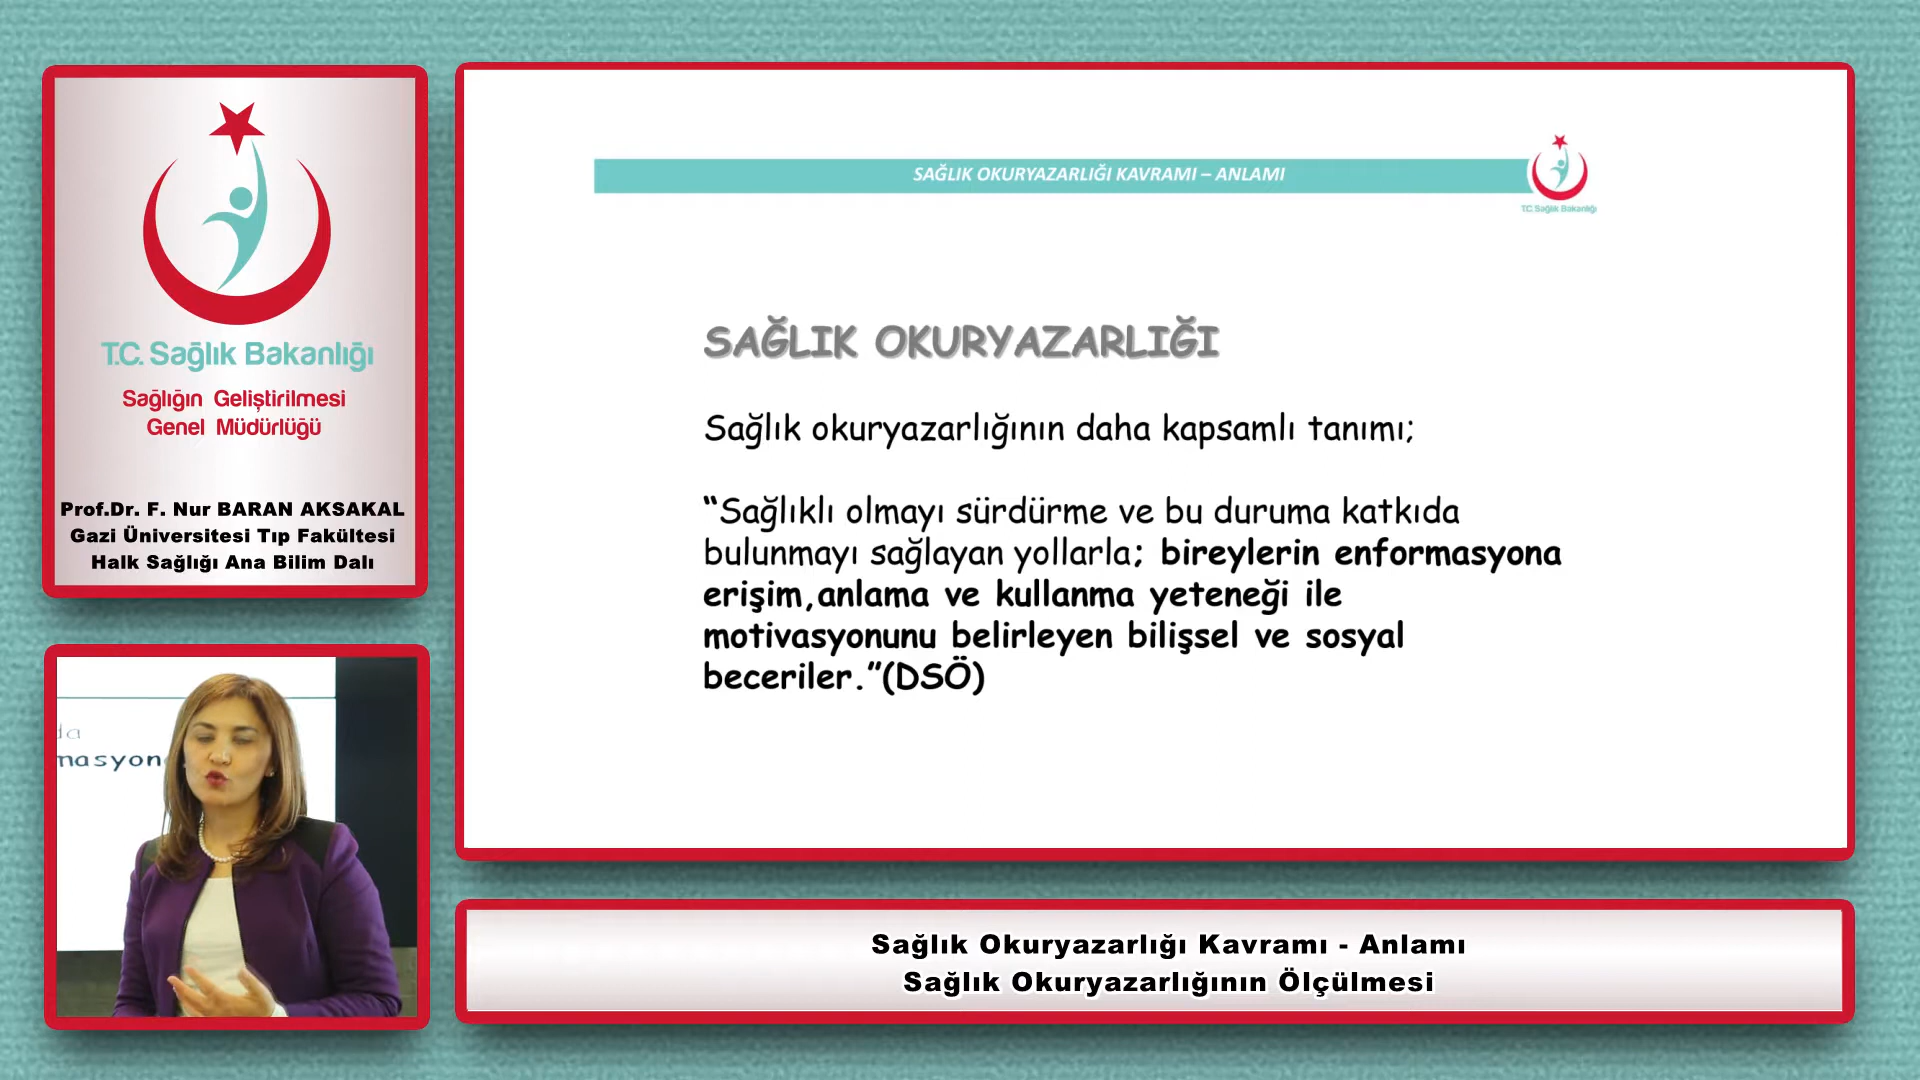 T.C. Sağlık Bakanlığı
Sağlığın Geliştirilmesi
Genel Müdürlüğü
Prof.Dr. F. Nur BARAN AKSAKAL
Gazi Üniversitesi Tıp Fakültesi
Halk Sağlığı Ana Bilim Dalı
SAĞLIK OKURYAZARLIĞI KAVRAMI – ANLAMI
T.C. Sağlık Bakanlığı
SAĞLIK OKURYAZARLIĞI
Sağlık okuryazarlığının daha kapsamlı tanımı;
“Sağlıklı olmayı sürdürme ve bu duruma katkıda
bulunmayı sağlayan yollarla; bireylerin enformasyona
erişim,anlama ve kullanma yeteneği ile
motivasyonunu belirleyen bilişsel ve sosyal
beceriler.”(DSÖ)
da
masyon
Sağlık Okuryazarlığı Kavramı - Anlamı
Sağlık Okuryazarlığının Ölçülmesi